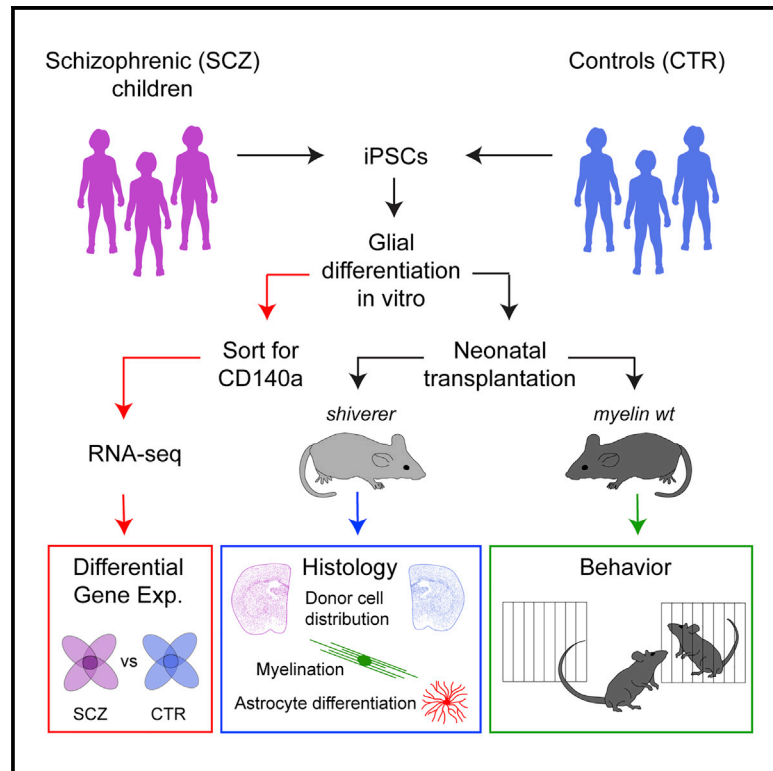 Schizophrenic (SCZ)
children
Controls (CTR)
iPSCs
Glial
differentiation
in vitro
Sort for
CD140a
Neonatal
transplantation
RNA-seq
shiverer
myelin wt
Differential
Gene Exp.
vs
SCZ
CTR
Histology
Donor cell
distribution
Myelination
Astrocyte differentiation
Behavior